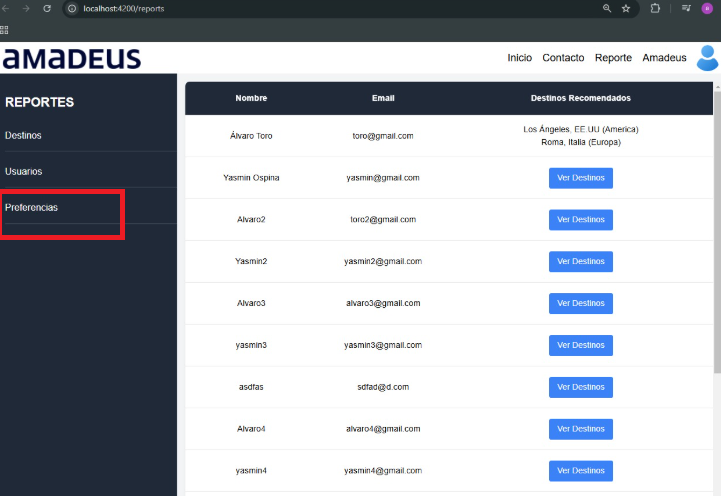 localhost:4200/reports
amadeus
Inicio Contacto Reporte Amadeus
REPORTES
Destinos
Usuarios
Preferencias
Nombre Email Destinos Recomendados
Álvaro Toro toro@gmail.com Los Ángeles, EE.UU (America)
Roma, Italia (Europa)
Yasmin Ospina yasmin@gmail.com Ver Destinos
Alvaro2 toro2@gmail.com Ver Destinos
Yasmin2 yasmin2@gmail.com Ver Destinos
Alvaro3 alvaro3@gmail.com Ver Destinos
yasmin3 yasmin3@gmail.com Ver Destinos
asdfas sdfad@d.com Ver Destinos
Alvaro4 alvaro4@gmail.com Ver Destinos
yasmin4 yasmin4@gmail.com Ver Destinos